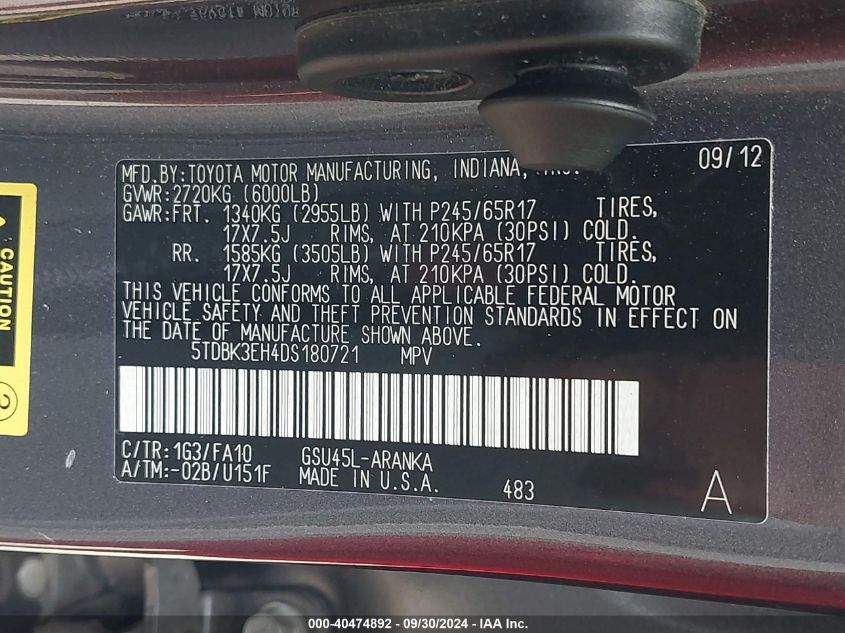 MFD.BY:TOYOTA MOTOR MANUFACTURING, INDIANA, INC. 09/12
GVWR:2720KG (6000LB)
GAWR:FRT. 1340KG (2955LB) WITH P245/65R17 TIRES,
17X7.5J RIMS, AT 210KPA (30PSI) COLD.
RR. 1585KG (3505LB) WITH P245/65R17 TIRES,
17X7.5J RIMS, AT 210KPA (30PSI) COLD.
THIS VEHICLE CONFORMS TO ALL APPLICABLE FEDERAL MOTOR
VEHICLE SAFETY AND THEFT PREVENTION STANDARDS IN EFFECT ON
THE DATE OF MANUFACTURE SHOWN ABOVE.
5TDBK3EH4DS180721 MPV
C/TR:1G3/FA10 GSU45L-ARANKA
A/TM:-02B/U151F MADE IN U.S.A. 483 A
CAUTION
2
000-40474892 - 09/30/2024 - IAA Inc.